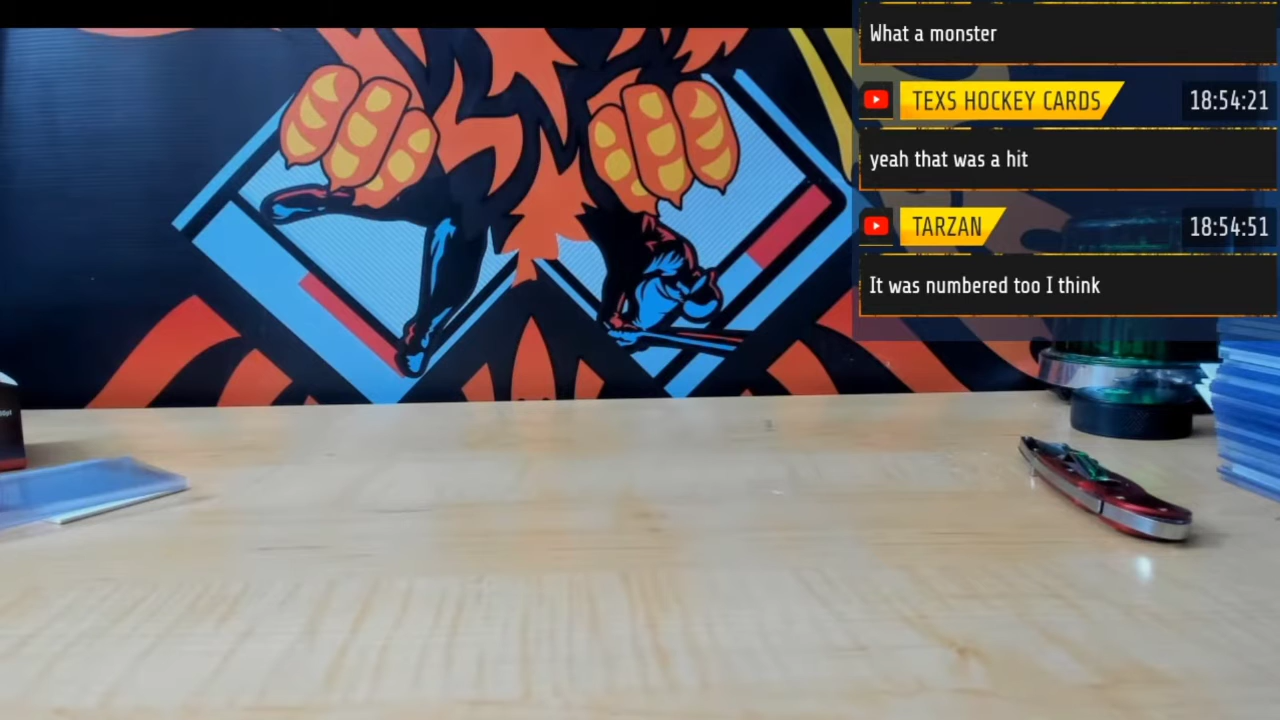 What a monster
TEXS HOCKEY CARDS
18:54:21
yeah that was a hit
TARZAN
18:54:51
It was numbered too I think